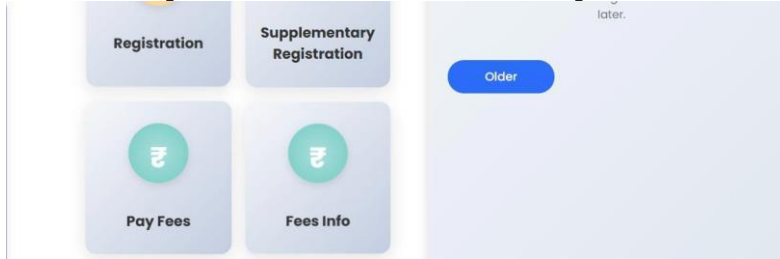 Registration
Supplementary
Registration
₹
Pay Fees
₹
Fees Info
later.
Older